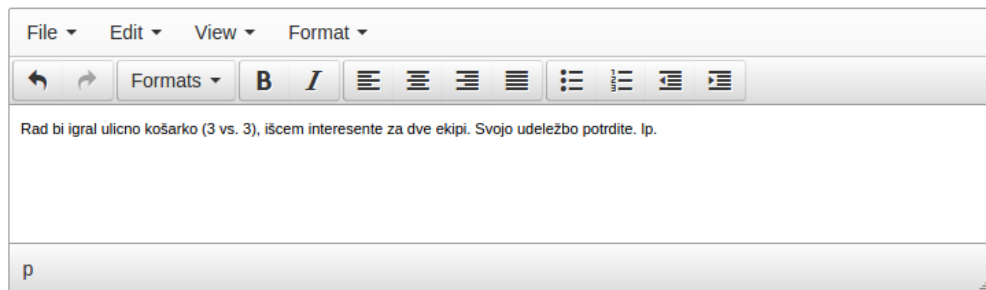 File Edit View Format
Formats B I
Rad bi igral ulicno košarko (3 vs. 3), išcem interesente za dve ekipi. Svojo udeležbo potrdite. lp.
p